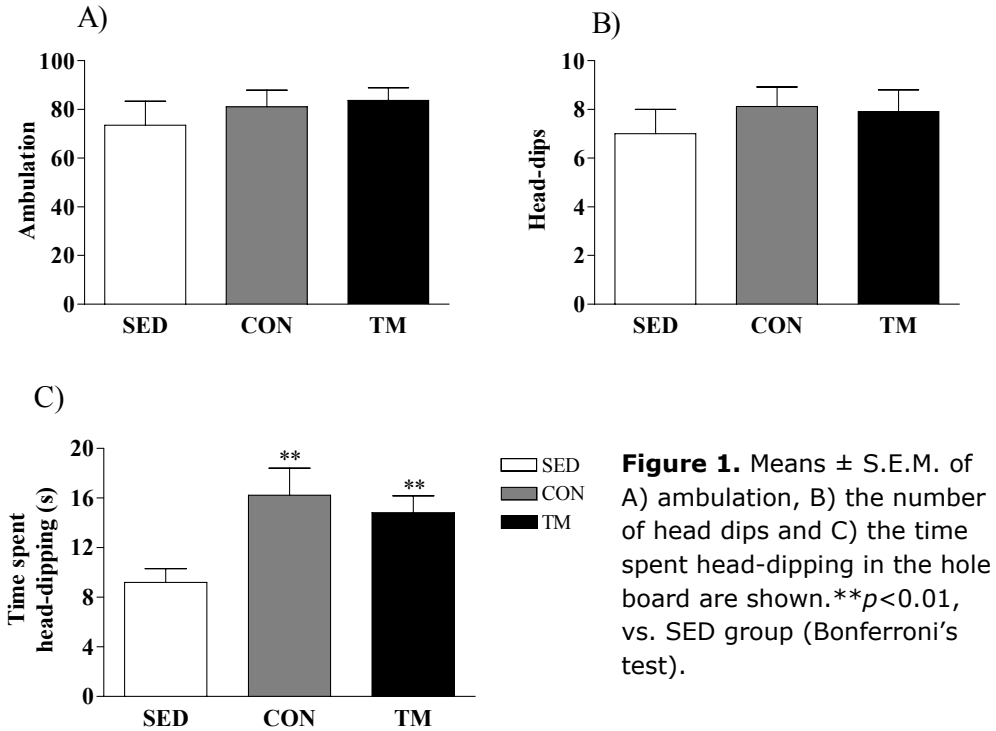 A)
100
80
60
40
20
0
Ambulation
SED CON TM
B)
10
8
6
4
2
0
Head-dips
SED CON TM
C)
20
16
12
8
4
0
Time spent
head-dipping (s)
** **
SED CON TM
SED
CON
TM
Figure 1. Means ± S.E.M. of
A) ambulation, B) the number
of head dips and C) the time
spent head-dipping in the hole
board are shown.**p<0.01,
vs. SED group (Bonferroni’s
test).